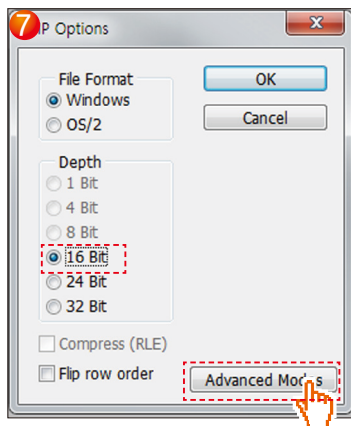 7
P Options
File Format
Windows
OS/2
OK
Cancel
Depth
1 Bit
4 Bit
8 Bit
16 Bit
24 Bit
32 Bit
Compress (RLE)
Flip row order
Advanced Modes